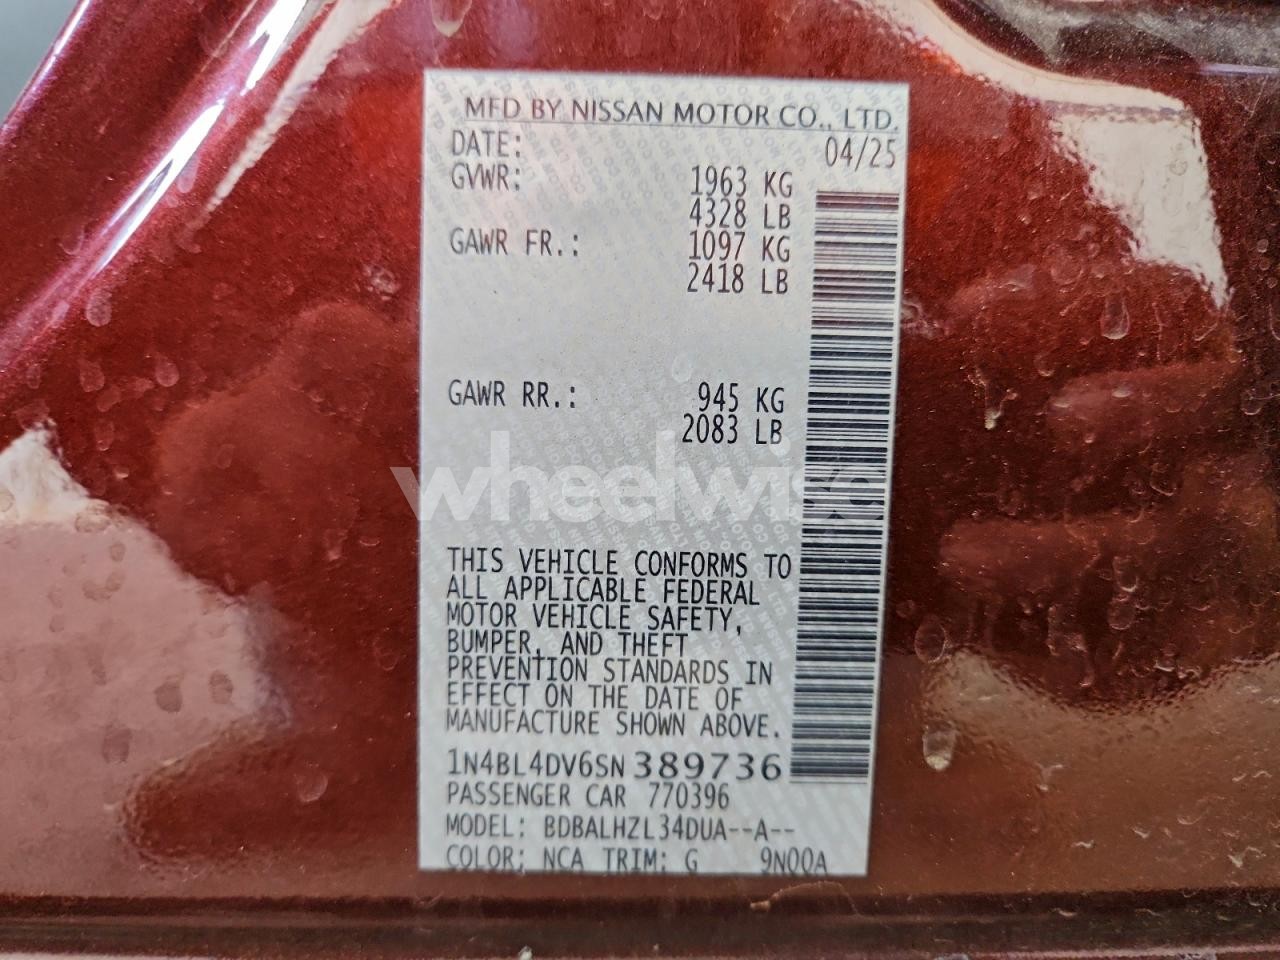 MFD BY NISSAN MOTOR CO., LTD.
DATE: 04/25
GVWR: 1963 KG
4328 LB
GAWR FR.: 1097 KG
2418 LB
GAWR RR.: 945 KG
2083 LB
wheelwise
THIS VEHICLE CONFORMS TO
ALL APPLICABLE FEDERAL
MOTOR VEHICLE SAFETY,
BUMPER, AND THEFT
PREVENTION STANDARDS IN
EFFECT ON THE DATE OF
MANUFACTURE SHOWN ABOVE.
1N4BL4DV6SN389736
PASSENGER CAR 770396
MODEL: BDBALHZL34DUA--A--
COLOR: NCA TRIM: G 9N00A